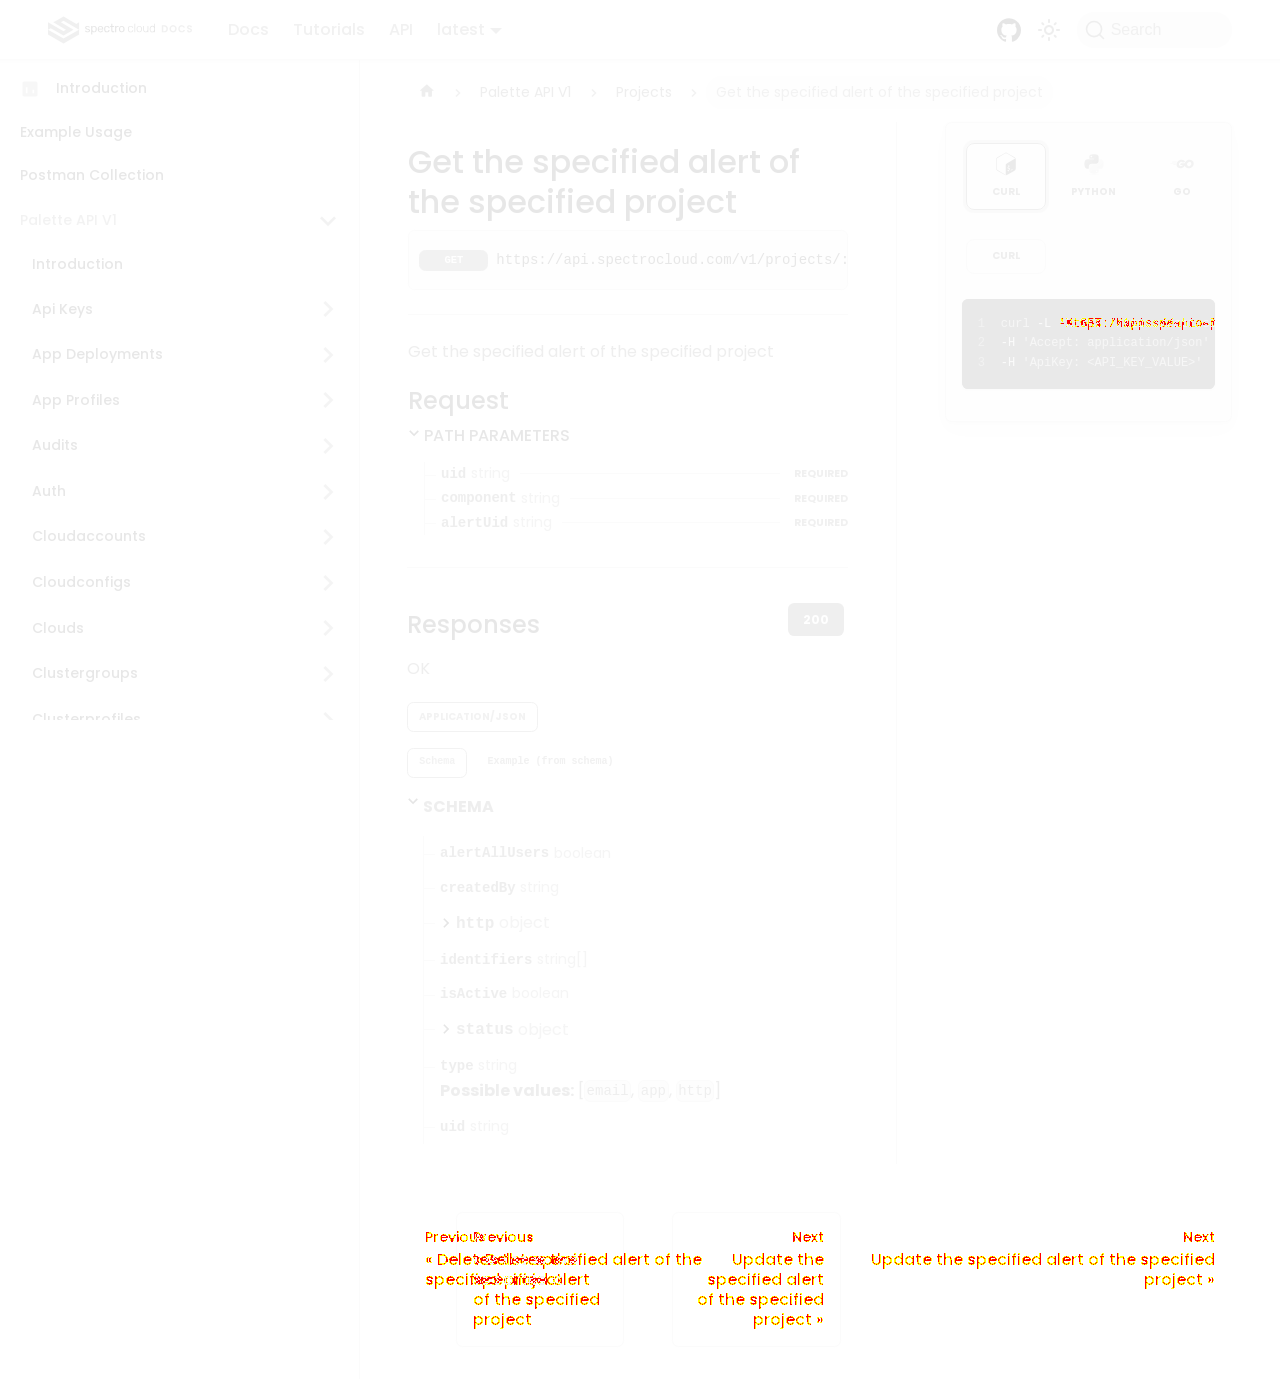 spectro cloud DOCS Docs Tutorials API latest Search
Introduction
Example Usage
Postman Collection
Palette API V1
Introduction
Api Keys
App Deployments
App Profiles
Audits
Auth
Cloudaccounts
Cloudconfigs
Clouds
Clustergroups
Clusterprofiles
Palette API V1 Projects Get the specified alert of the specified project
Get the specified alert of
the specified project
GET https://api.spectrocloud.com/v1/projects/:
Get the specified alert of the specified project
Request
PATH PARAMETERS
uid string REQUIRED
component string REQUIRED
alertUid string REQUIRED
Responses
200
OK
APPLICATION/JSON
Schema Example (from schema)
SCHEMA
alertAllUsers boolean
createdBy string
http object
identifiers string[]
isActive boolean
status object
type string
Possible values: [email, app, http]
uid string
CURL PYTHON GO
CURL
1 curl -L
2 -H 'Accept: application/json'
3 -H 'ApiKey: <API_KEY_VALUE>'
Previous
of the specified
project
Next
Update the
specified alert
of the specified
project »
Next
Update the specified alert of the specified
project »